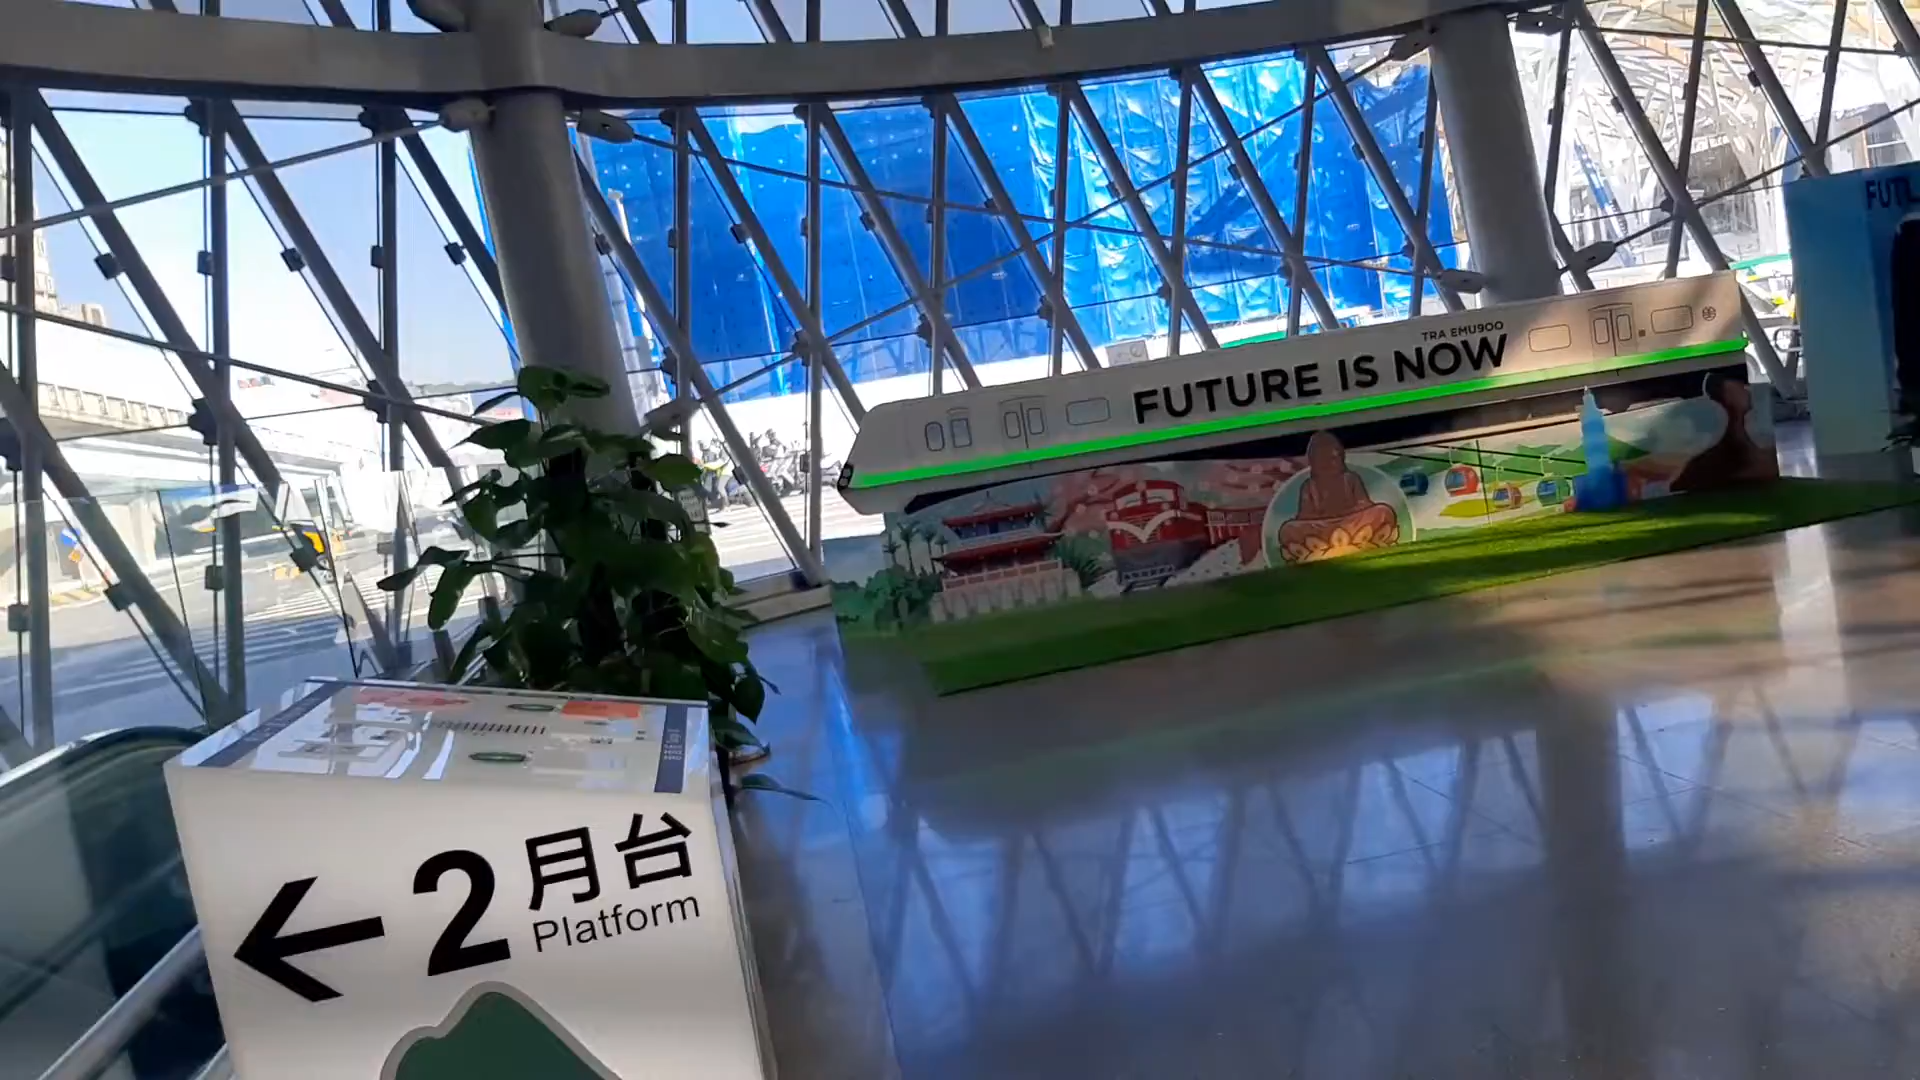 FUTU
TRA EMU900
FUTURE IS NOW
← 2 月台
Platform